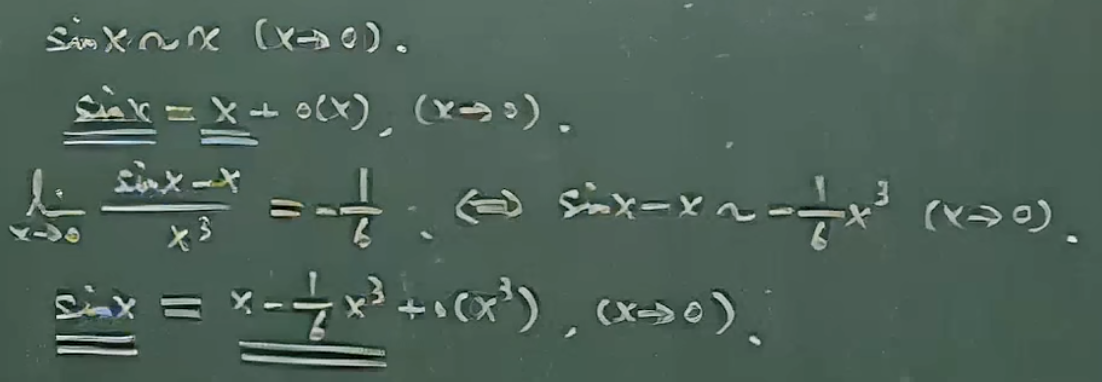 sin x ~ x (x→0).
sin x = x + o(x), (x→0).
lim x→0 (sin x - x)/x³ = -1/6. ⇔ sin x - x ~ -1/6 x³ (x→0).
sin x = x - 1/6 x³ + o(x³), (x→0).